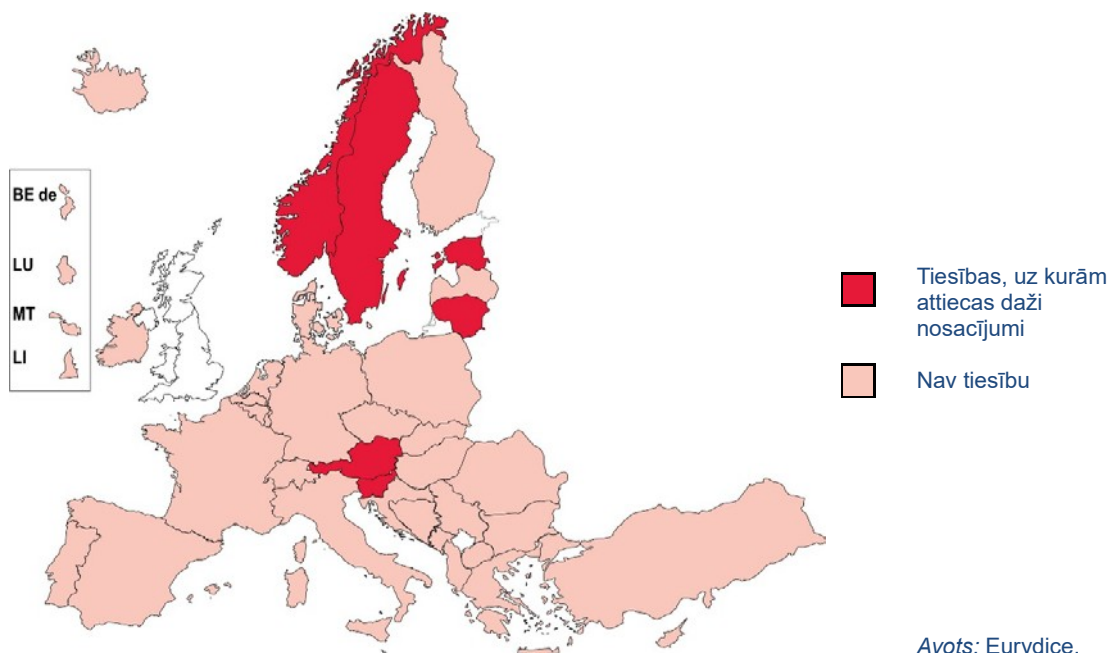 BE de
LU
MT
LI
Tiesības, uz kurām
attiecas daži
nosacījumi
Nav tiesību
Avots: Eurydice.